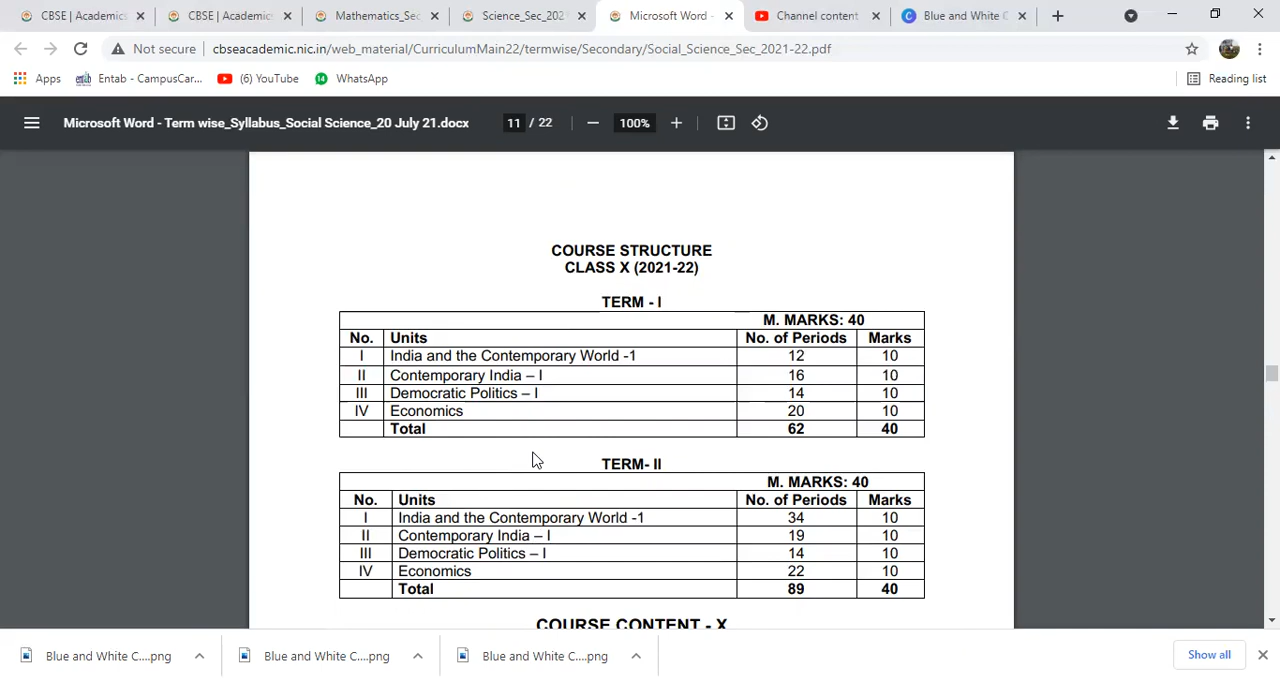 CBSE | Academics
CBSE | Academics
Mathematics_Sec
Science_Sec_202
Microsoft Word -
Channel content
Blue and White C
Not secure
cbseacademic.nic.in/web_material/CurriculumMain22/termwise/Secondary/Social_Science_Sec_2021-22.pdf
Apps
Entab - CampusCar...
(6) YouTube
14 WhatsApp
Reading list
Microsoft Word - Term wise_Syllabus_Social Science_20 July 21.docx
11 / 22
100%
COURSE STRUCTURE
CLASS X (2021-22)
TERM - I
M. MARKS: 40
No. Units No. of Periods Marks
I India and the Contemporary World -1 12 10
II Contemporary India – I 16 10
III Democratic Politics – I 14 10
IV Economics 20 10
Total 62 40
TERM- II
M. MARKS: 40
No. Units No. of Periods Marks
I India and the Contemporary World -1 34 10
II Contemporary India – I 19 10
III Democratic Politics – I 14 10
IV Economics 22 10
Total 89 40
COURSE CONTENT - X
Blue and White C....png
Blue and White C....png
Blue and White C....png
Show all